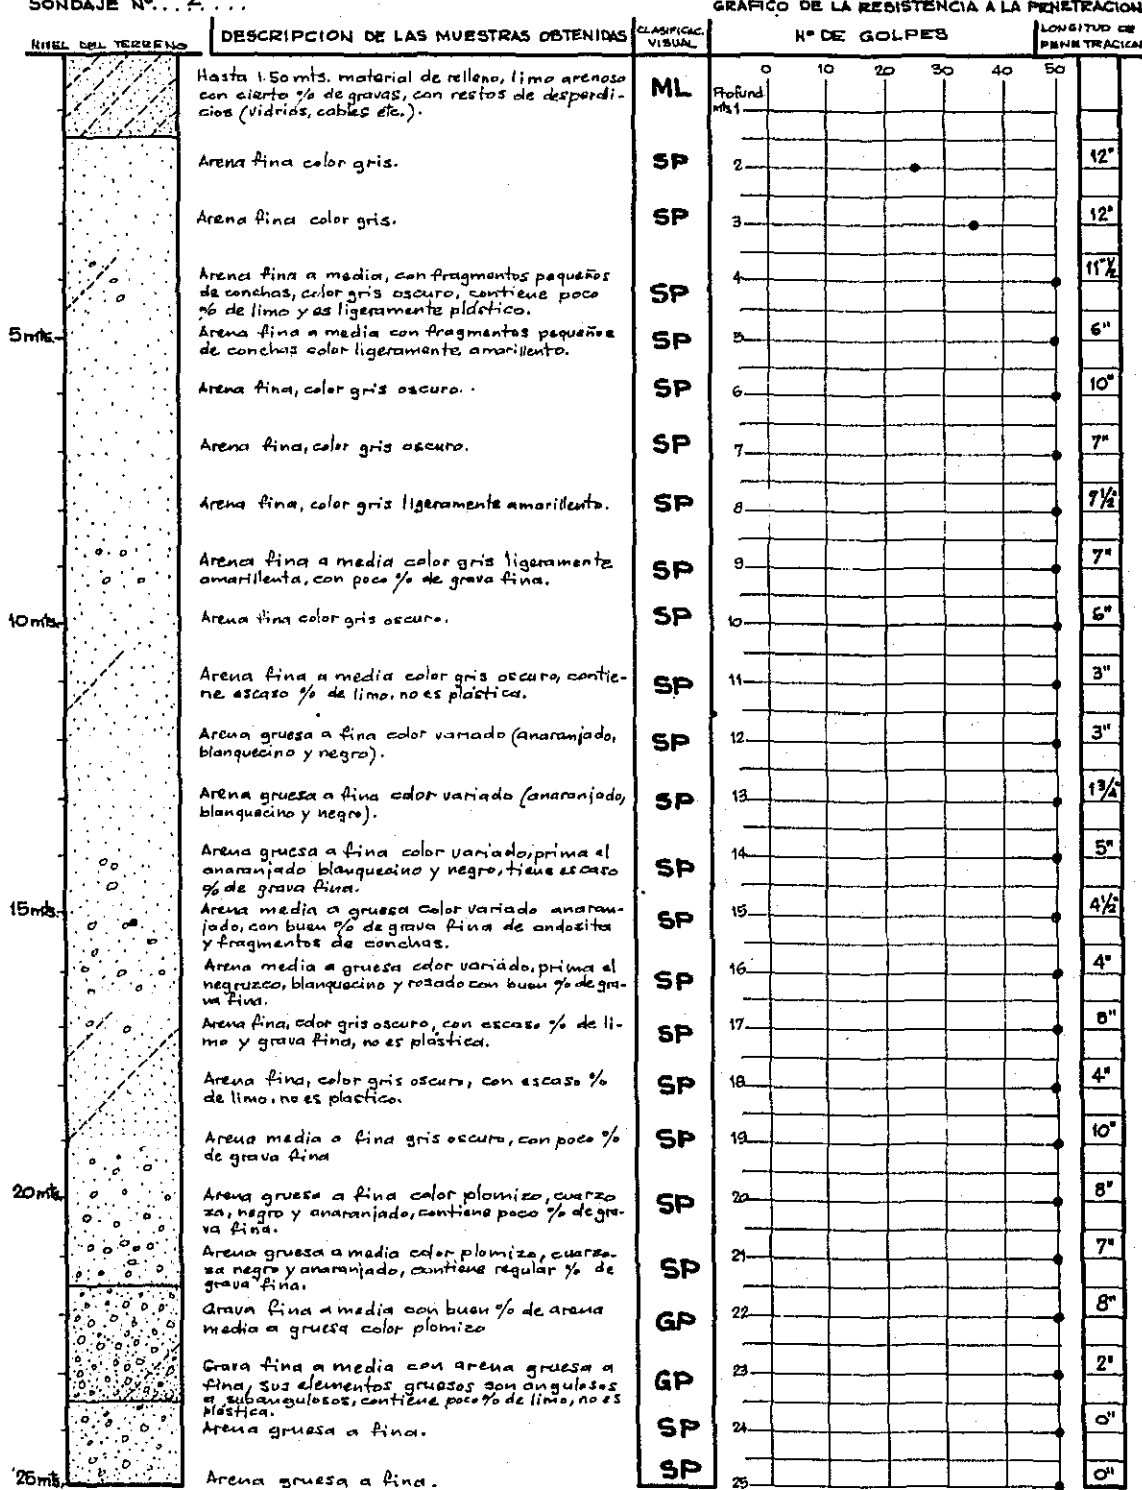 SONDAJE Nº...2....
GRAFICO DE LA RESISTENCIA A LA PENETRACION
NIVEL DEL TERRENO
DESCRIPCION DE LAS MUESTRAS OBTENIDAS
CLASIFICAC. VISUAL
Nº DE GOLPES
LONGITUD DE PENETRACION
0 10 20 30 40 50
Profund mts 1
Hasta 1.50 mts. material de relleno, limo arenoso
con cierto % de gravas, con restos de desperdi-
cios (vidrios, cables etc.).
ML
Arena fina color gris.
SP
2
12"
Arena fina color gris.
SP
3
12"
Arena fina a media, con fragmentos pequeños
de conchas, color gris oscuro, contiene poco
% de limo y es ligeramente plástico.
SP
4
11"½
5 mts.
Arena fina a media con fragmentos pequeños
de conchas color ligeramente amarillento.
SP
5
6"
Arena fina, color gris oscuro.
SP
6
10"
Arena fina, color gris oscuro.
SP
7
7"
Arena fina, color gris ligeramente amarillento.
SP
8
Arena fina a media color gris ligeramente
amarillenta, con poco % de grava fina.
SP
9
7"
10 mts.
Arena fina color gris oscuro.
SP
10
6"
Arena fina a media color gris oscuro, contie-
ne escaso % de limo, no es plástica.
SP
11
3"
Arena gruesa a fina color variado (anaranjado,
blanquecino y negro).
SP
12
3"
Arena gruesa a fina color variado (anaranjado,
blanquecino y negro).
SP
13
1¾"
Arena gruesa a fina color variado, prima el
anaranjado blanquecino y negro, tiene escaso
% de grava fina.
SP
14
5"
15 mts.
Arena media a gruesa color variado anaran-
jado, con buen % de grava fina de andosita
y fragmentos de conchas.
SP
15
4½"
Arena media a gruesa color variado, prima el
negruzco, blanquecino y rosado con buen % de gra-
va fina.
SP
16
4"
Arena fina, color gris oscuro, con escaso % de li-
mo y grava fina, no es plástica.
SP
17
8"
Arena fina, color gris oscuro, con escaso %
de limo, no es plastico.
SP
18
4"
Arena media a fina gris oscuro, con poco %
de grava fina
SP
19
10"
20 mts.
Arena gruesa a fina color plomizo, cuarzo
za, negro y anaranjado, contiene poco % de gra-
va fina.
SP
20
8"
Arena gruesa a media color plomizo, cuarzo-
za negro y anaranjado, contiene regular % de
grava fina.
SP
21
7"
Grava fina a media con buen % de arena
media a gruesa color plomizo
GP
22
8"
Grava fina a media con arena gruesa a
fina, sus elementos gruesos son angulosos
a subangulosos, contiene poco % de limo, no es
plástica.
GP
23
2"
Arena gruesa a fina.
SP
24
0"
25 mts.
Arena gruesa a fina.
SP
25
0"